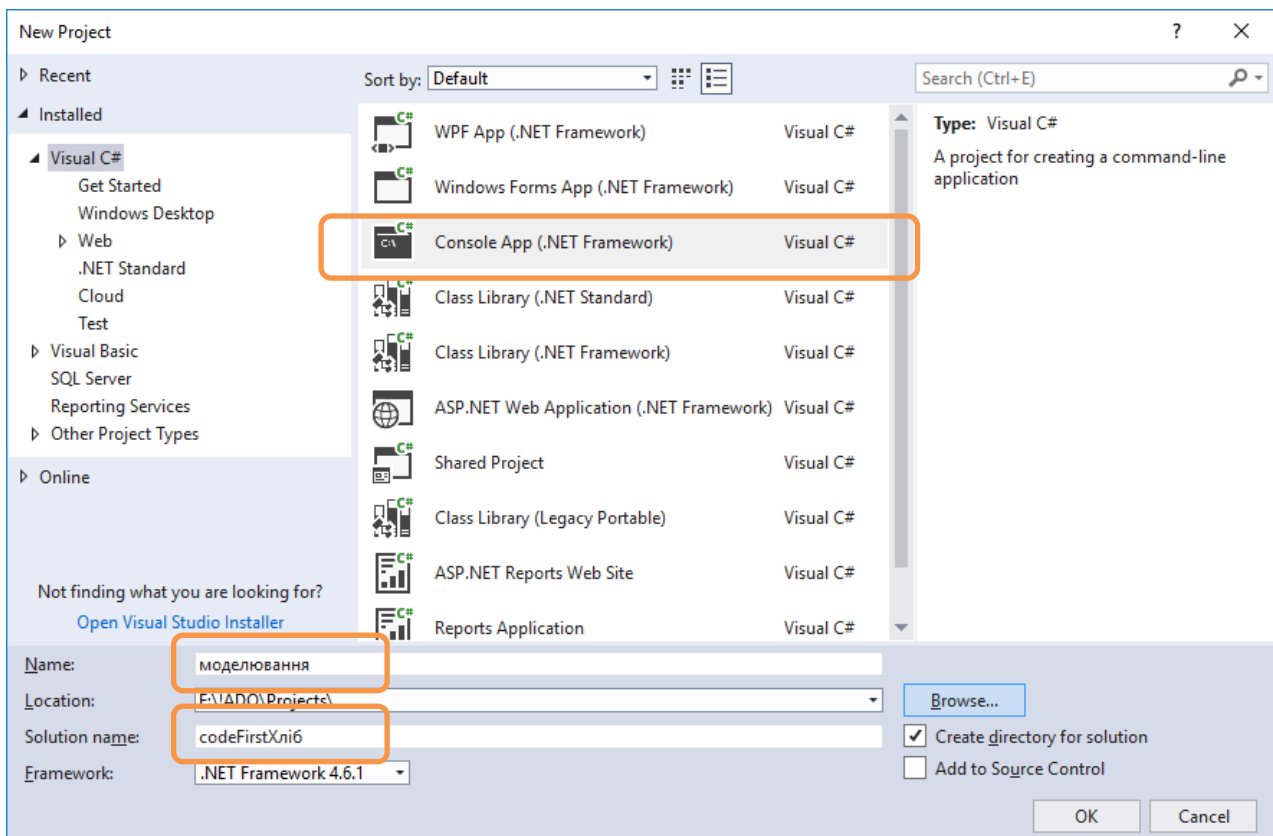 New Project
?
Recent
Installed
Visual C#
Get Started
Windows Desktop
Web
.NET Standard
Cloud
Test
Visual Basic
SQL Server
Reporting Services
Other Project Types
Online
Not finding what you are looking for?
Open Visual Studio Installer
Sort by: Default
C# WPF App (.NET Framework) Visual C#
C# Windows Forms App (.NET Framework) Visual C#
C# C:\ Console App (.NET Framework) Visual C#
C# Class Library (.NET Standard) Visual C#
C# Class Library (.NET Framework) Visual C#
ASP.NET Web Application (.NET Framework) Visual C#
C# Shared Project Visual C#
C# Class Library (Legacy Portable) Visual C#
C# ASP.NET Reports Web Site Visual C#
C# Reports Application Visual C#
Search (Ctrl+E)
Type: Visual C#
A project for creating a command-line
application
Name: моделювання
Location: F:\!ADO\Projects\
Browse...
Solution name: codeFirstХліб
Create directory for solution
Framework: .NET Framework 4.6.1
Add to Source Control
OK Cancel